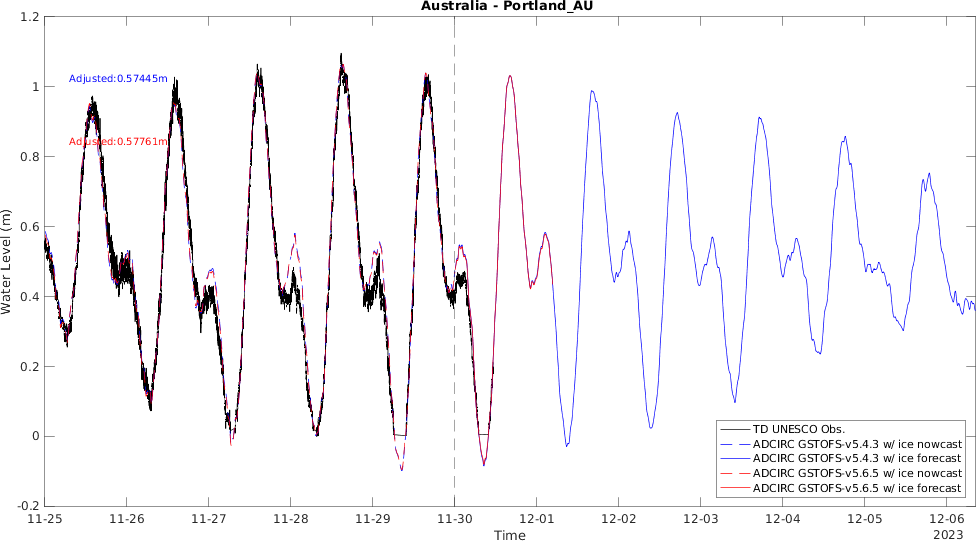 Australia - Portland_AU
1.2
1
0.8
0.6
0.4
0.2
0
-0.2
Water Level (m)
Adjusted:0.57445m
Adjusted:0.57761m
TD UNESCO Obs.
ADCIRC GSTOFS-v5.4.3 w/ ice nowcast
ADCIRC GSTOFS-v5.4.3 w/ ice forecast
ADCIRC GSTOFS-v5.6.5 w/ ice nowcast
ADCIRC GSTOFS-v5.6.5 w/ ice forecast
11-25 11-26 11-27 11-28 11-29 11-30 12-01 12-02 12-03 12-04 12-05 12-06
Time
2023